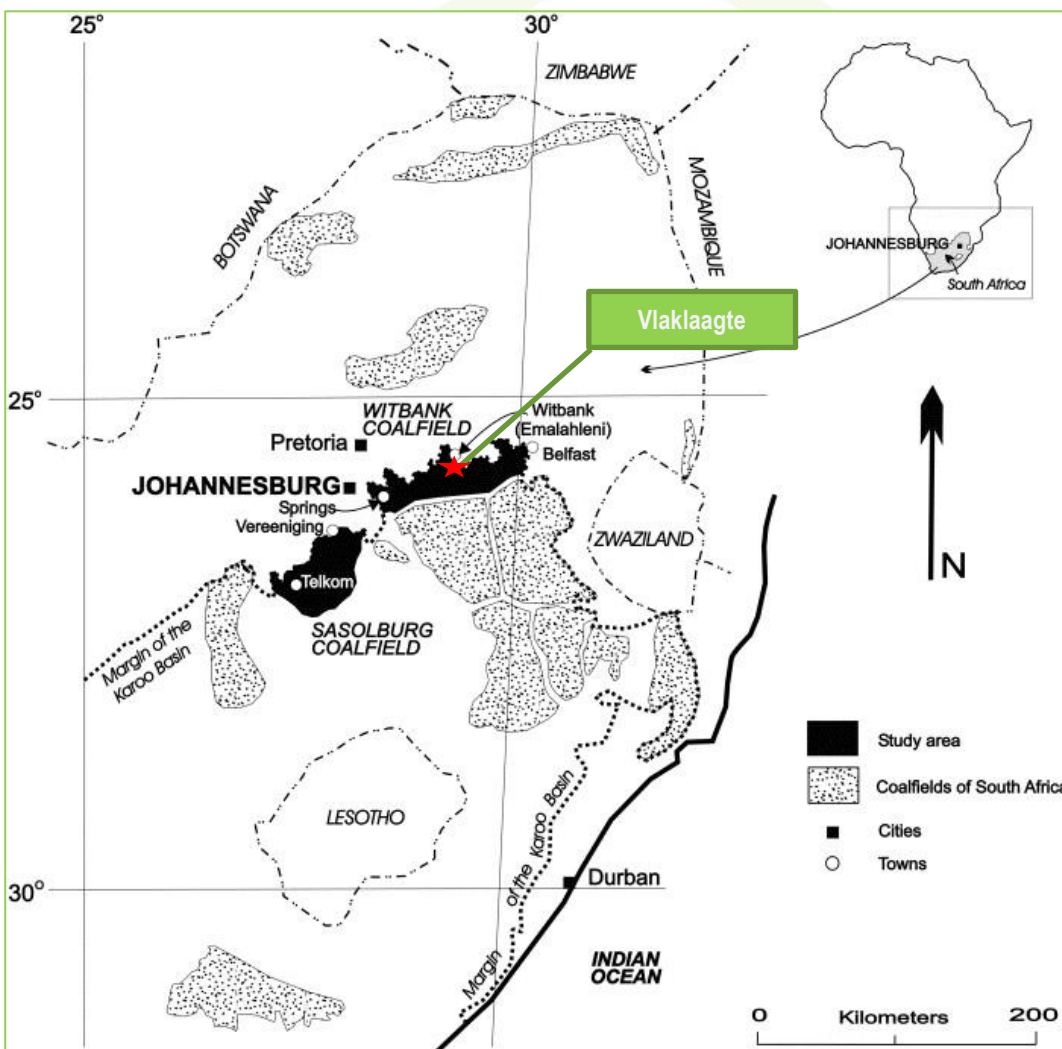 25°
30°
ZIMBABWE
BOTSWANA
MOZAMBIQUE
JOHANNESBURG
South Africa
Vlaklaagte
25°
WITBANK
COALFIELD
Witbank
(Emalahleni)
Pretoria
Belfast
JOHANNESBURG
Springs
Vereeniging
ZWAZILAND
N
Telkom
SASOLBURG
COALFIELD
Margin of the
Karoo Basin
Study area
Coalfields of South Africa
LESOTHO
Cities
Towns
Margin of the Karoo Basin
Durban
30°
INDIAN
OCEAN
0 Kilometers 200